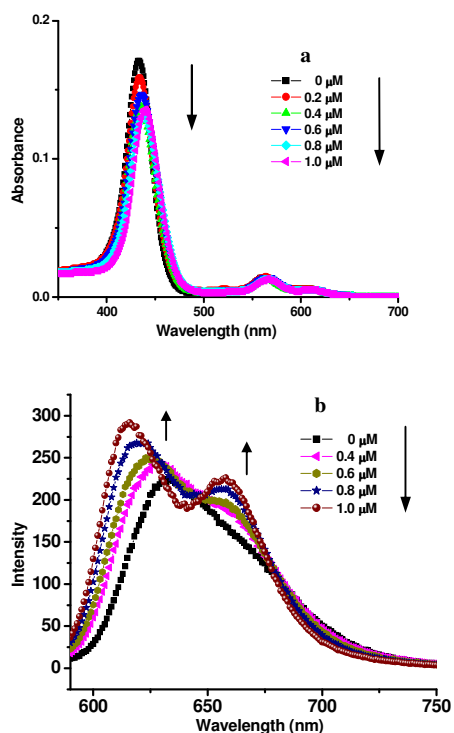 a
0.2
0.1
0.0
Absorbance
0 µM
0.2 µM
0.4 µM
0.6 µM
0.8 µM
1.0 µM
400 500 600 700
Wavelength (nm)
b
300
250
200
150
100
50
0
Intensity
0 µM
0.4 µM
0.6 µM
0.8 µM
1.0 µM
600 650 700 750
Wavelength (nm)